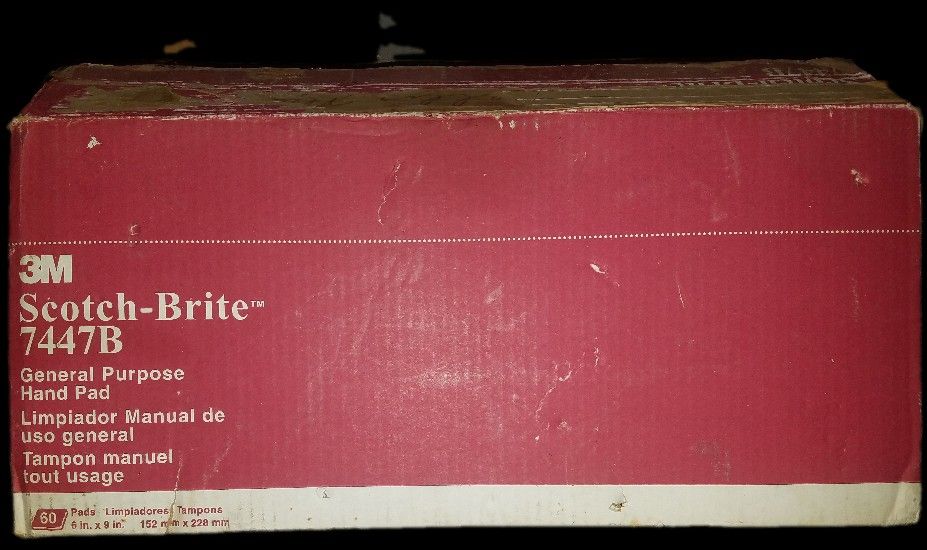 3M
Scotch-Brite™
7447B
General Purpose
Hand Pad
Limpiador Manual de
uso general
Tampon manuel
tout usage
60 Pads Limpiadores Tampons
6 in. x 9 in. 152 mm x 228 mm